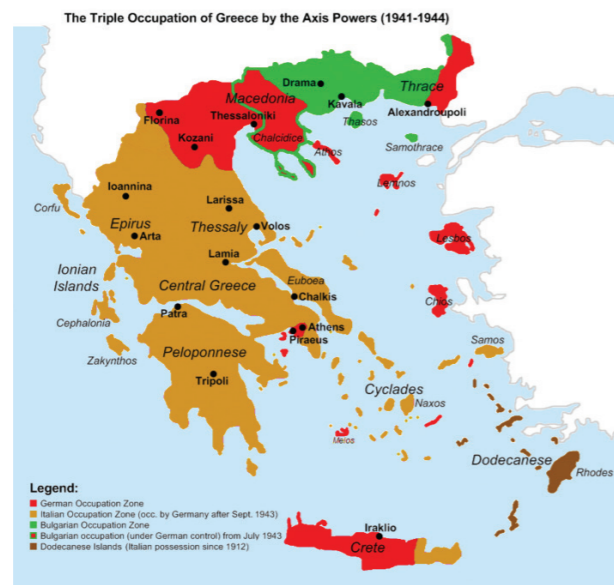 The Triple Occupation of Greece by the Axis Powers (1941-1944)
Drama
Thrace
Macedonia
Kavala
Alexandroupoli
Florina
Thessaloniki
Thasos
Kozani
Chalcidice
Samothrace
Athos
Lemnos
Ioannina
Larissa
Corfu
Epirus
Thessaly
Volos
Arta
Lesbos
Lamia
Ionian
Islands
Euboea
Central Greece
Chalkis
Chios
Patra
Cephalonia
Athens
Piraeus
Samos
Zakynthos
Peloponnese
Tripoli
Cyclades
Naxos
Melos
Dodecanese
Rhodes
Legend:
German Occupation Zone
Italian Occupation Zone (occ. by Germany after Sept. 1943)
Bulgarian Occupation Zone
Bulgarian occupation (under German control) from July 1943
Dodecanese Islands (Italian possession since 1912)
Iraklio
Crete